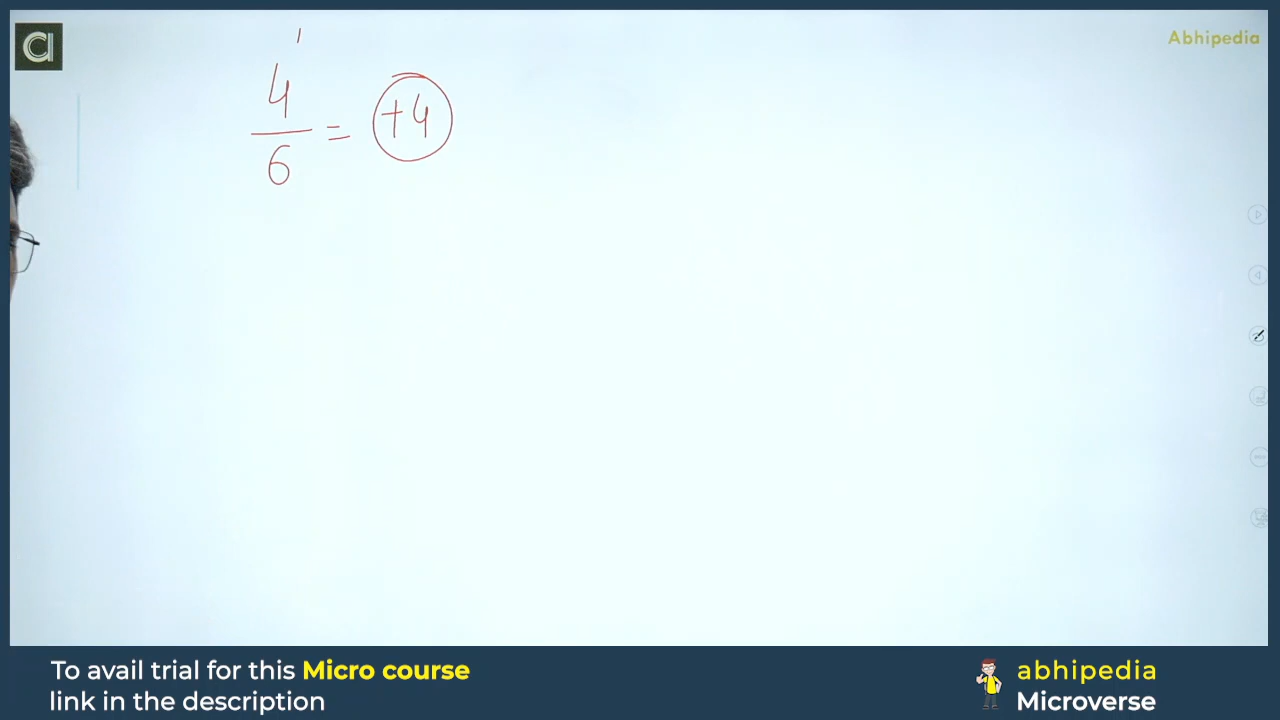 Abhipedia
4
6
= +4
To avail trial for this Micro course
link in the description
abhipedia
Microverse